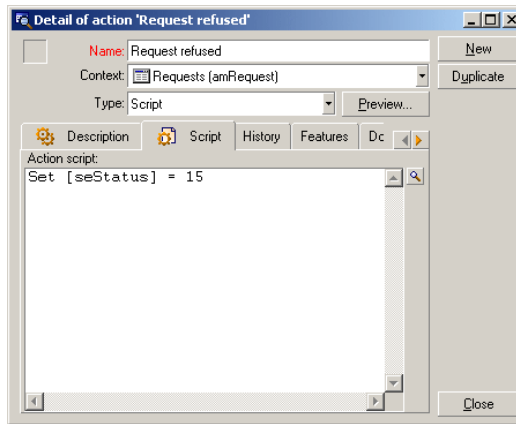 Detail of action 'Request refused'
Name: Request refused
New
Context: Requests (amRequest)
Duplicate
Type: Script
Preview...
Description Script History Features Dc
Action script:
Set [seStatus] = 15
Close